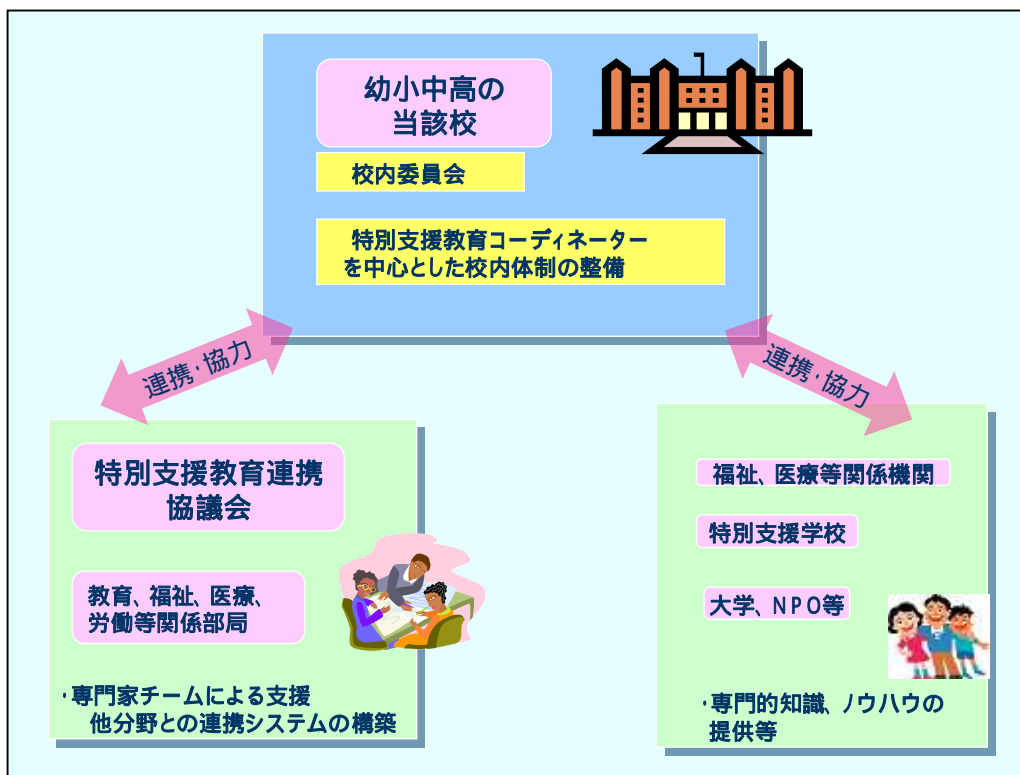 幼小中高の
当該校
校内委員会
特別支援教育コーディネーター
を中心とした校内体制の整備
連携・協力
連携・協力
特別支援教育連携
協議会
教育、福祉、医療、
労働等関係部局
・専門家チームによる支援
他分野との連携システムの構築
福祉、医療等関係機関
特別支援学校
大学、NPO等
・専門的知識、ノウハウの
提供等